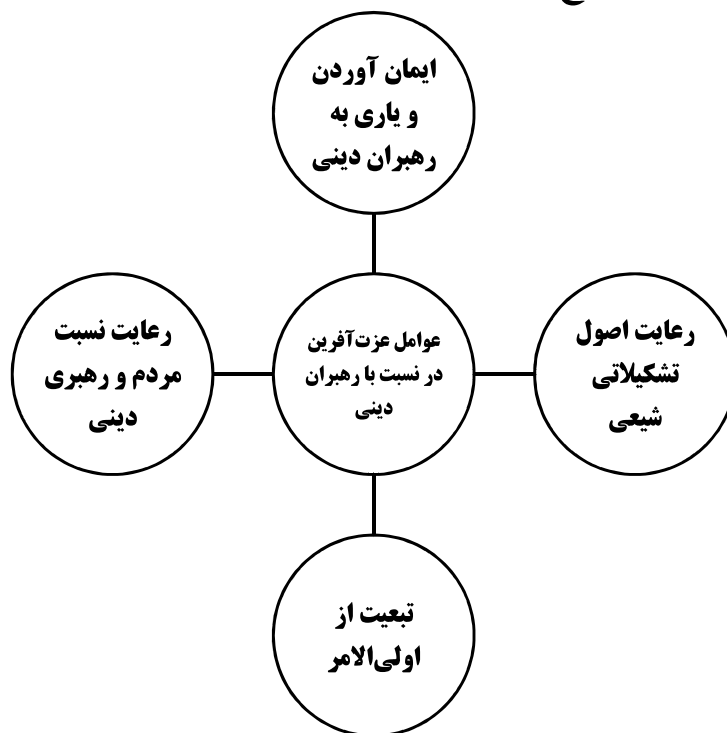 ایمان آوردن
و یاری به
رهبران دینی
رعایت اصول
تشکیلاتی
شیعی
عوامل عزت‌آفرین
در نسبت با رهبران
دینی
رعایت نسبت
مردم و رهبری
دینی
تبعیت از
اولی‌الامر